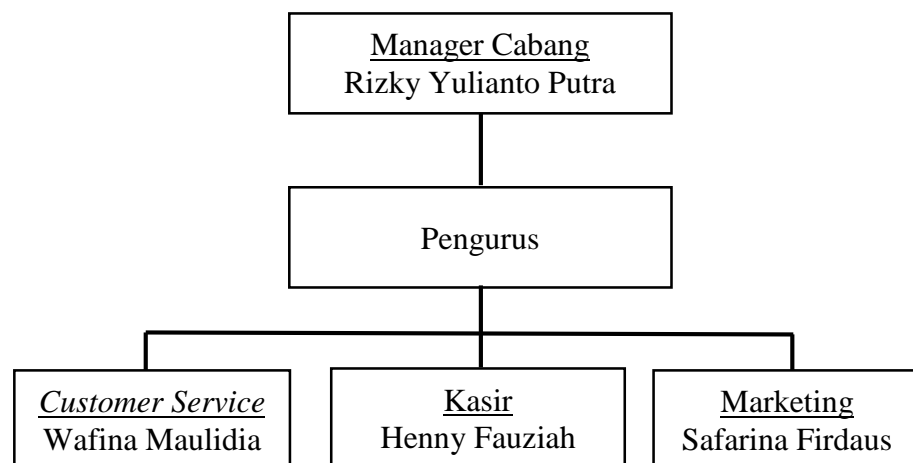 Manager Cabang
Rizky Yulianto Putra
Pengurus
Customer Service
Wafina Maulidia
Kasir
Henny Fauziah
Marketing
Safarina Firdaus